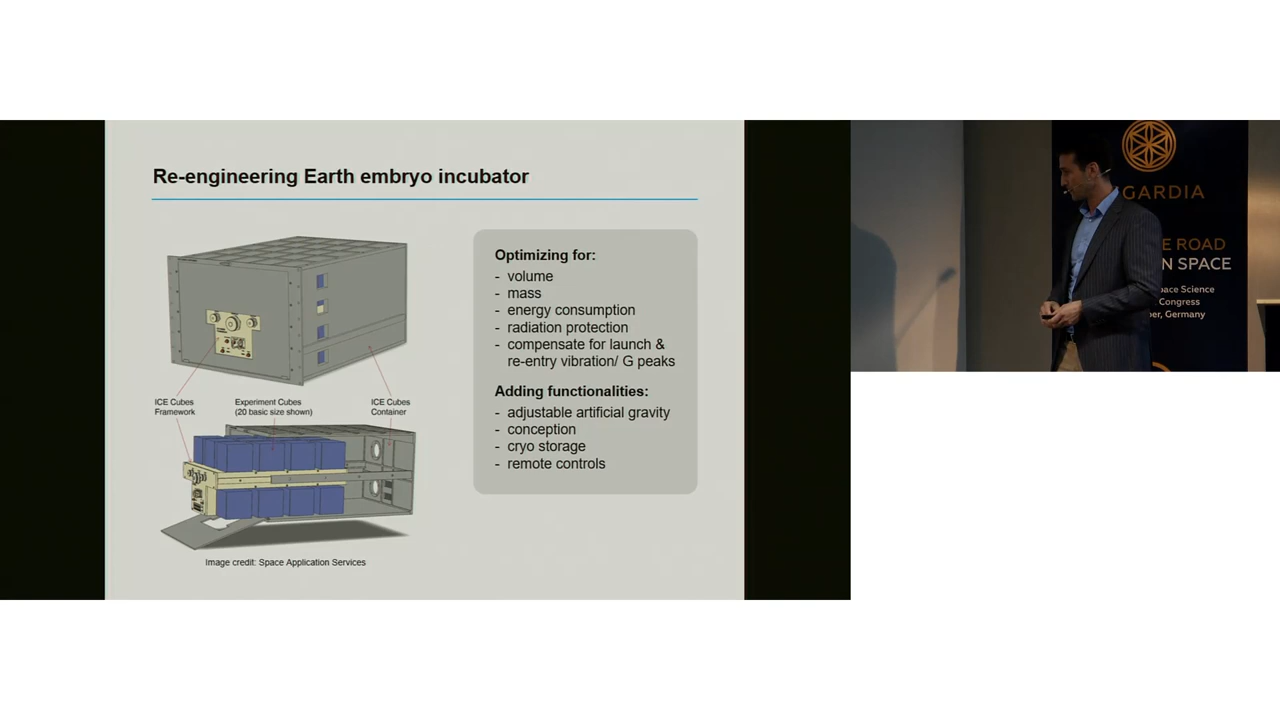 Re-engineering Earth embryo incubator
ICE Cubes
Framework
Experiment Cubes
(20 basic size shown)
ICE Cubes
Container
Image credit: Space Application Services
Optimizing for:
- volume
- mass
- energy consumption
- radiation protection
- compensate for launch &
re-entry vibration/ G peaks
Adding functionalities:
- adjustable artificial gravity
- conception
- cryo storage
- remote controls
GARDIA
ROAD
N SPACE
Science
Congress
Germany